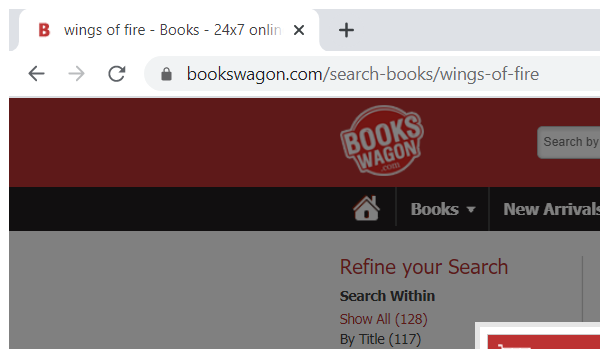 B wings of fire - Books - 24x7 onlin
bookswagon.com/search-books/wings-of-fire
BOOKS
WAGON
.com
Search by
Books
New Arrivals
Refine your Search
Search Within
Show All (128)
By Title (117)